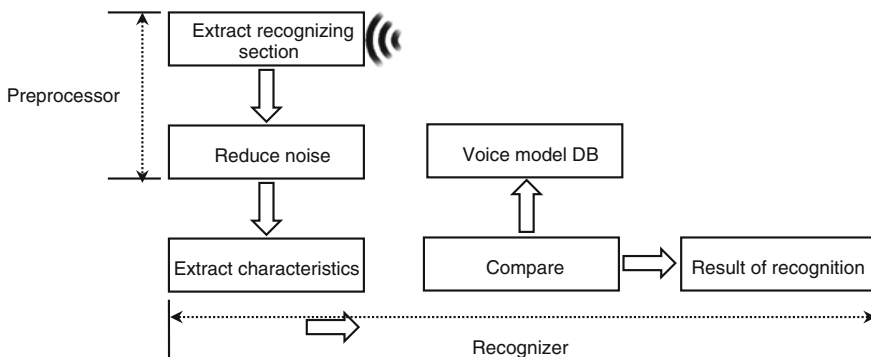 Extract recognizing
section
Preprocessor
Reduce noise
Voice model DB
Extract characteristics
Compare
Result of recognition
Recognizer